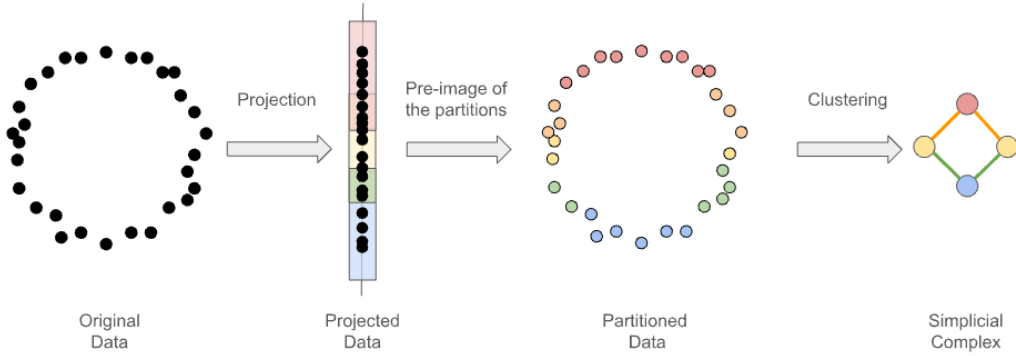 Projection
Pre-image of
the partitions
Clustering
Original
Data
Projected
Data
Partitioned
Data
Simplicial
Complex